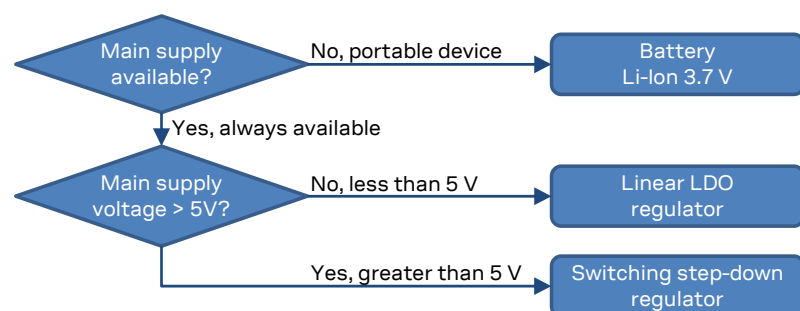 Main supply
available?
No, portable device
Battery
Li-Ion 3.7 V
Yes, always available
Main supply
voltage > 5V?
No, less than 5 V
Linear LDO
regulator
Yes, greater than 5 V
Switching step-down
regulator